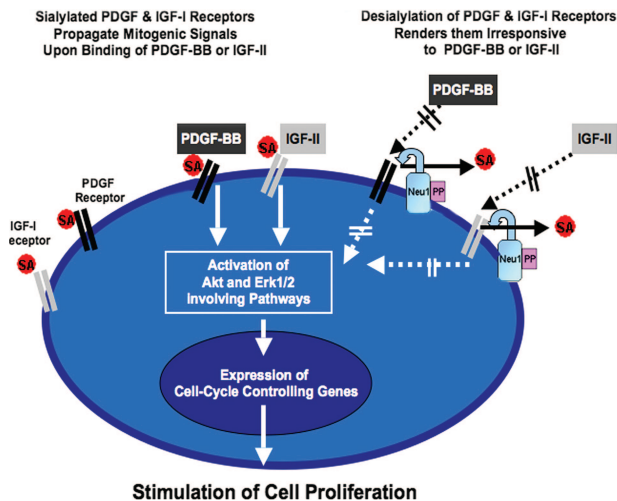 Sialylated PDGF & IGF-I Receptors
Propagate Mitogenic Signals
Upon Binding of PDGF-BB or IGF-II
Desialylation of PDGF & IGF-I Receptors
Renders them Irresponsive
to PDGF-BB or IGF-II
PDGF-BB
IGF-II
PDGF-BB
IGF-II
SA
SA
SA
Neu1 PP
PDGF
Receptor
SA
IGF-I
eceptor
SA
SA
Neu1 PP
Activation of
Akt and Erk1/2
involving Pathways
Expression of
Cell-Cycle Controlling Genes
Stimulation of Cell Proliferation